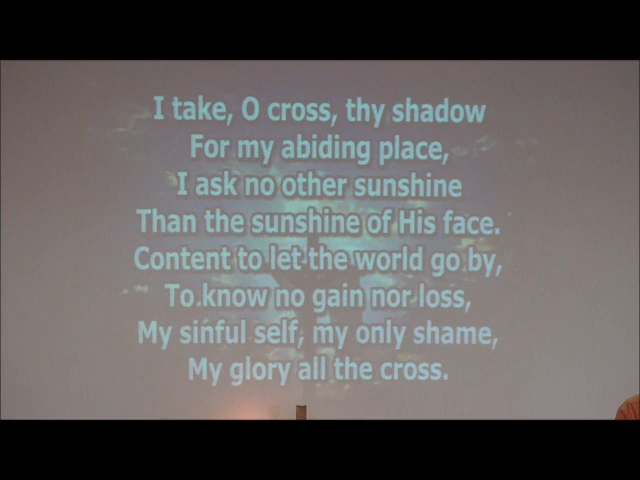 I take, O cross, thy shadow
For my abiding place,
I ask no other sunshine
Than the sunshine of His face.
Content to let the world go by,
To know no gain nor loss,
My sinful self, my only shame,
My glory all the cross.